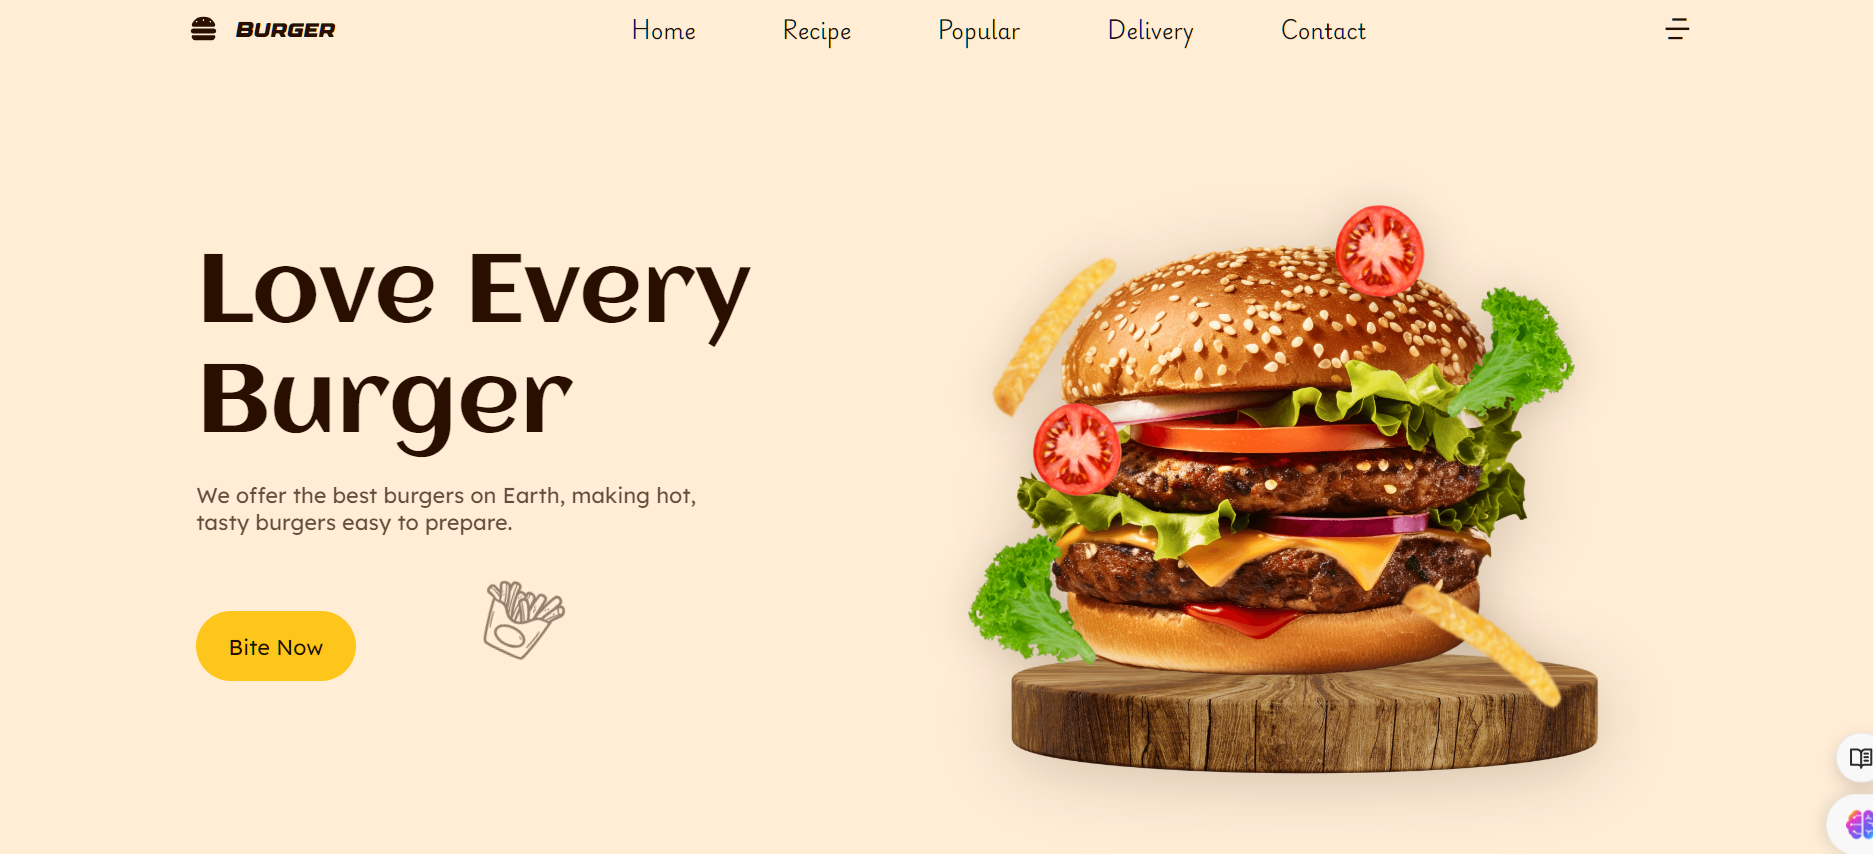 Burger
Home
Recipe
Popular
Delivery
Contact
Love Every
Burger
We offer the best burgers on Earth, making hot,
tasty burgers easy to prepare.
Bite Now